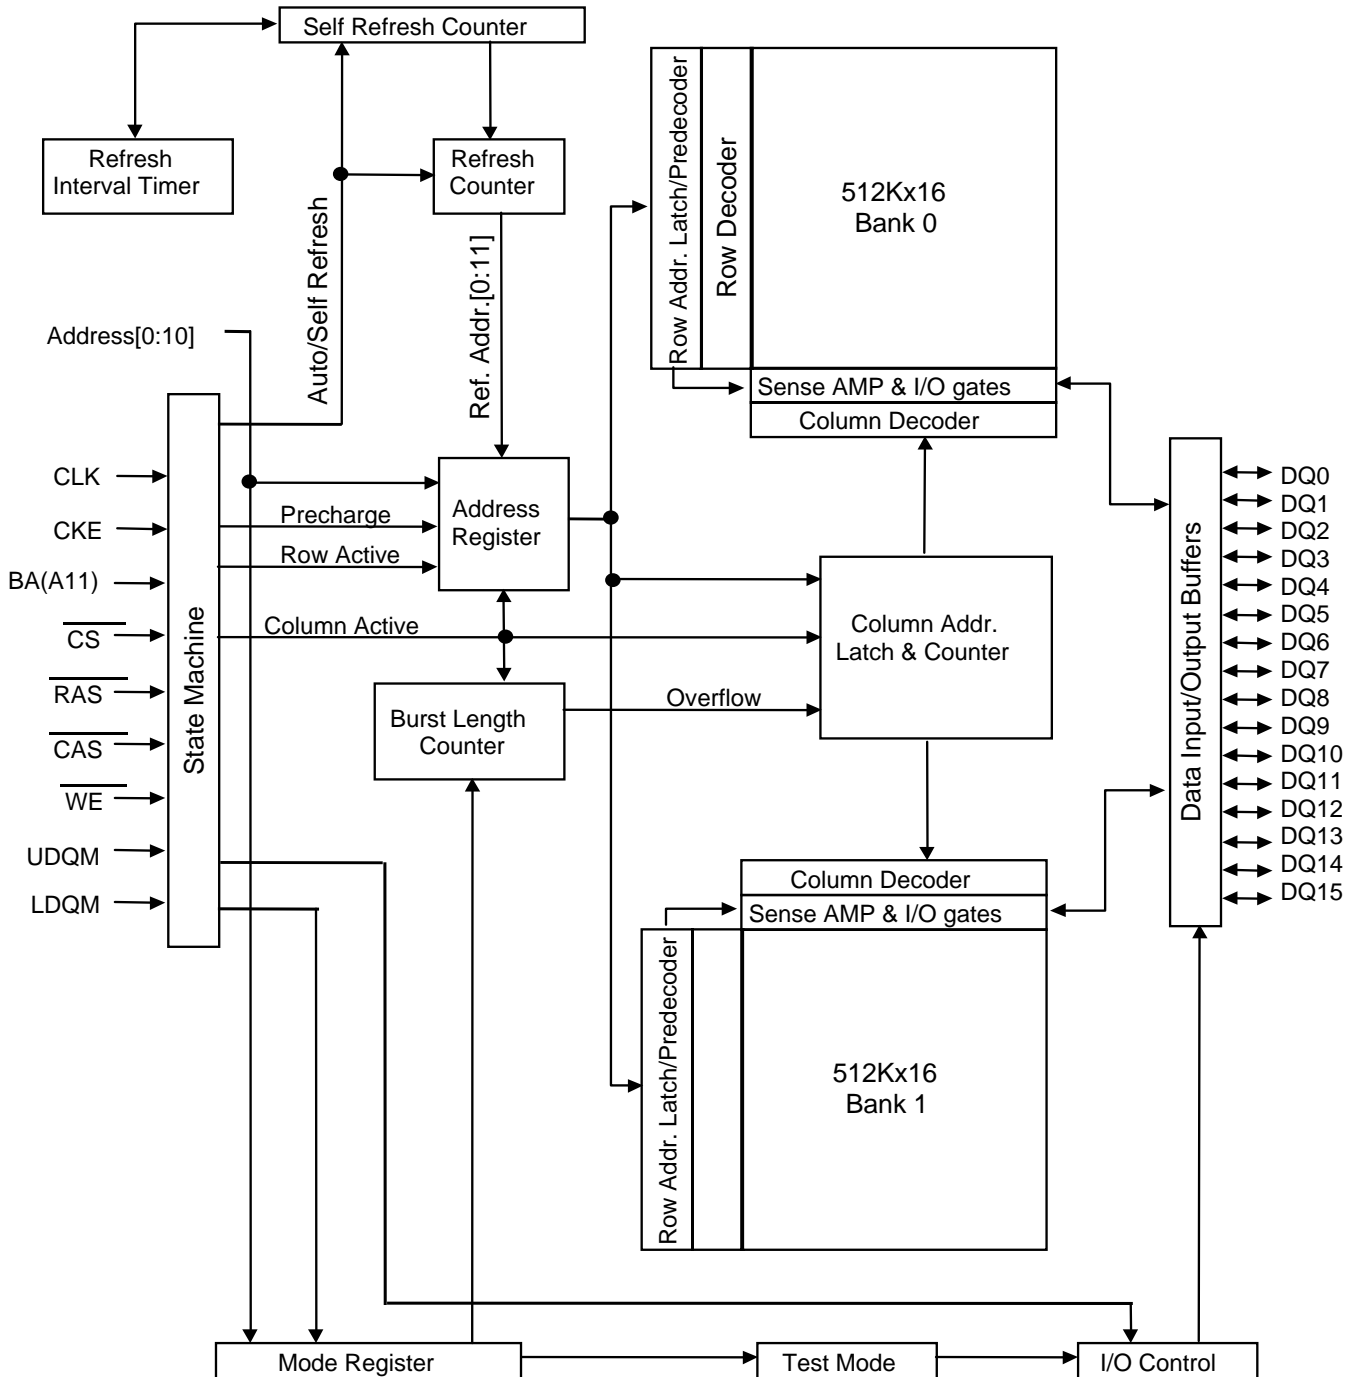 Self Refresh Counter
Refresh
Interval Timer
Refresh
Counter
Auto/Self Refresh
Ref. Addr.[0:11]
Row Addr. Latch/Predecoder
Row Decoder
512Kx16
Bank 0
Sense AMP & I/O gates
Column Decoder
Address[0:10]
CLK
CKE
BA(A11)
CS
RAS
CAS
WE
UDQM
LDQM
State Machine
Precharge
Row Active
Column Active
Address
Register
Burst Length
Counter
Overflow
Column Addr.
Latch & Counter
Data Input/Output Buffers
DQ0
DQ1
DQ2
DQ3
DQ4
DQ5
DQ6
DQ7
DQ8
DQ9
DQ10
DQ11
DQ12
DQ13
DQ14
DQ15
Column Decoder
Sense AMP & I/O gates
Row Addr. Latch/Predecoder
512Kx16
Bank 1
Mode Register
Test Mode
I/O Control